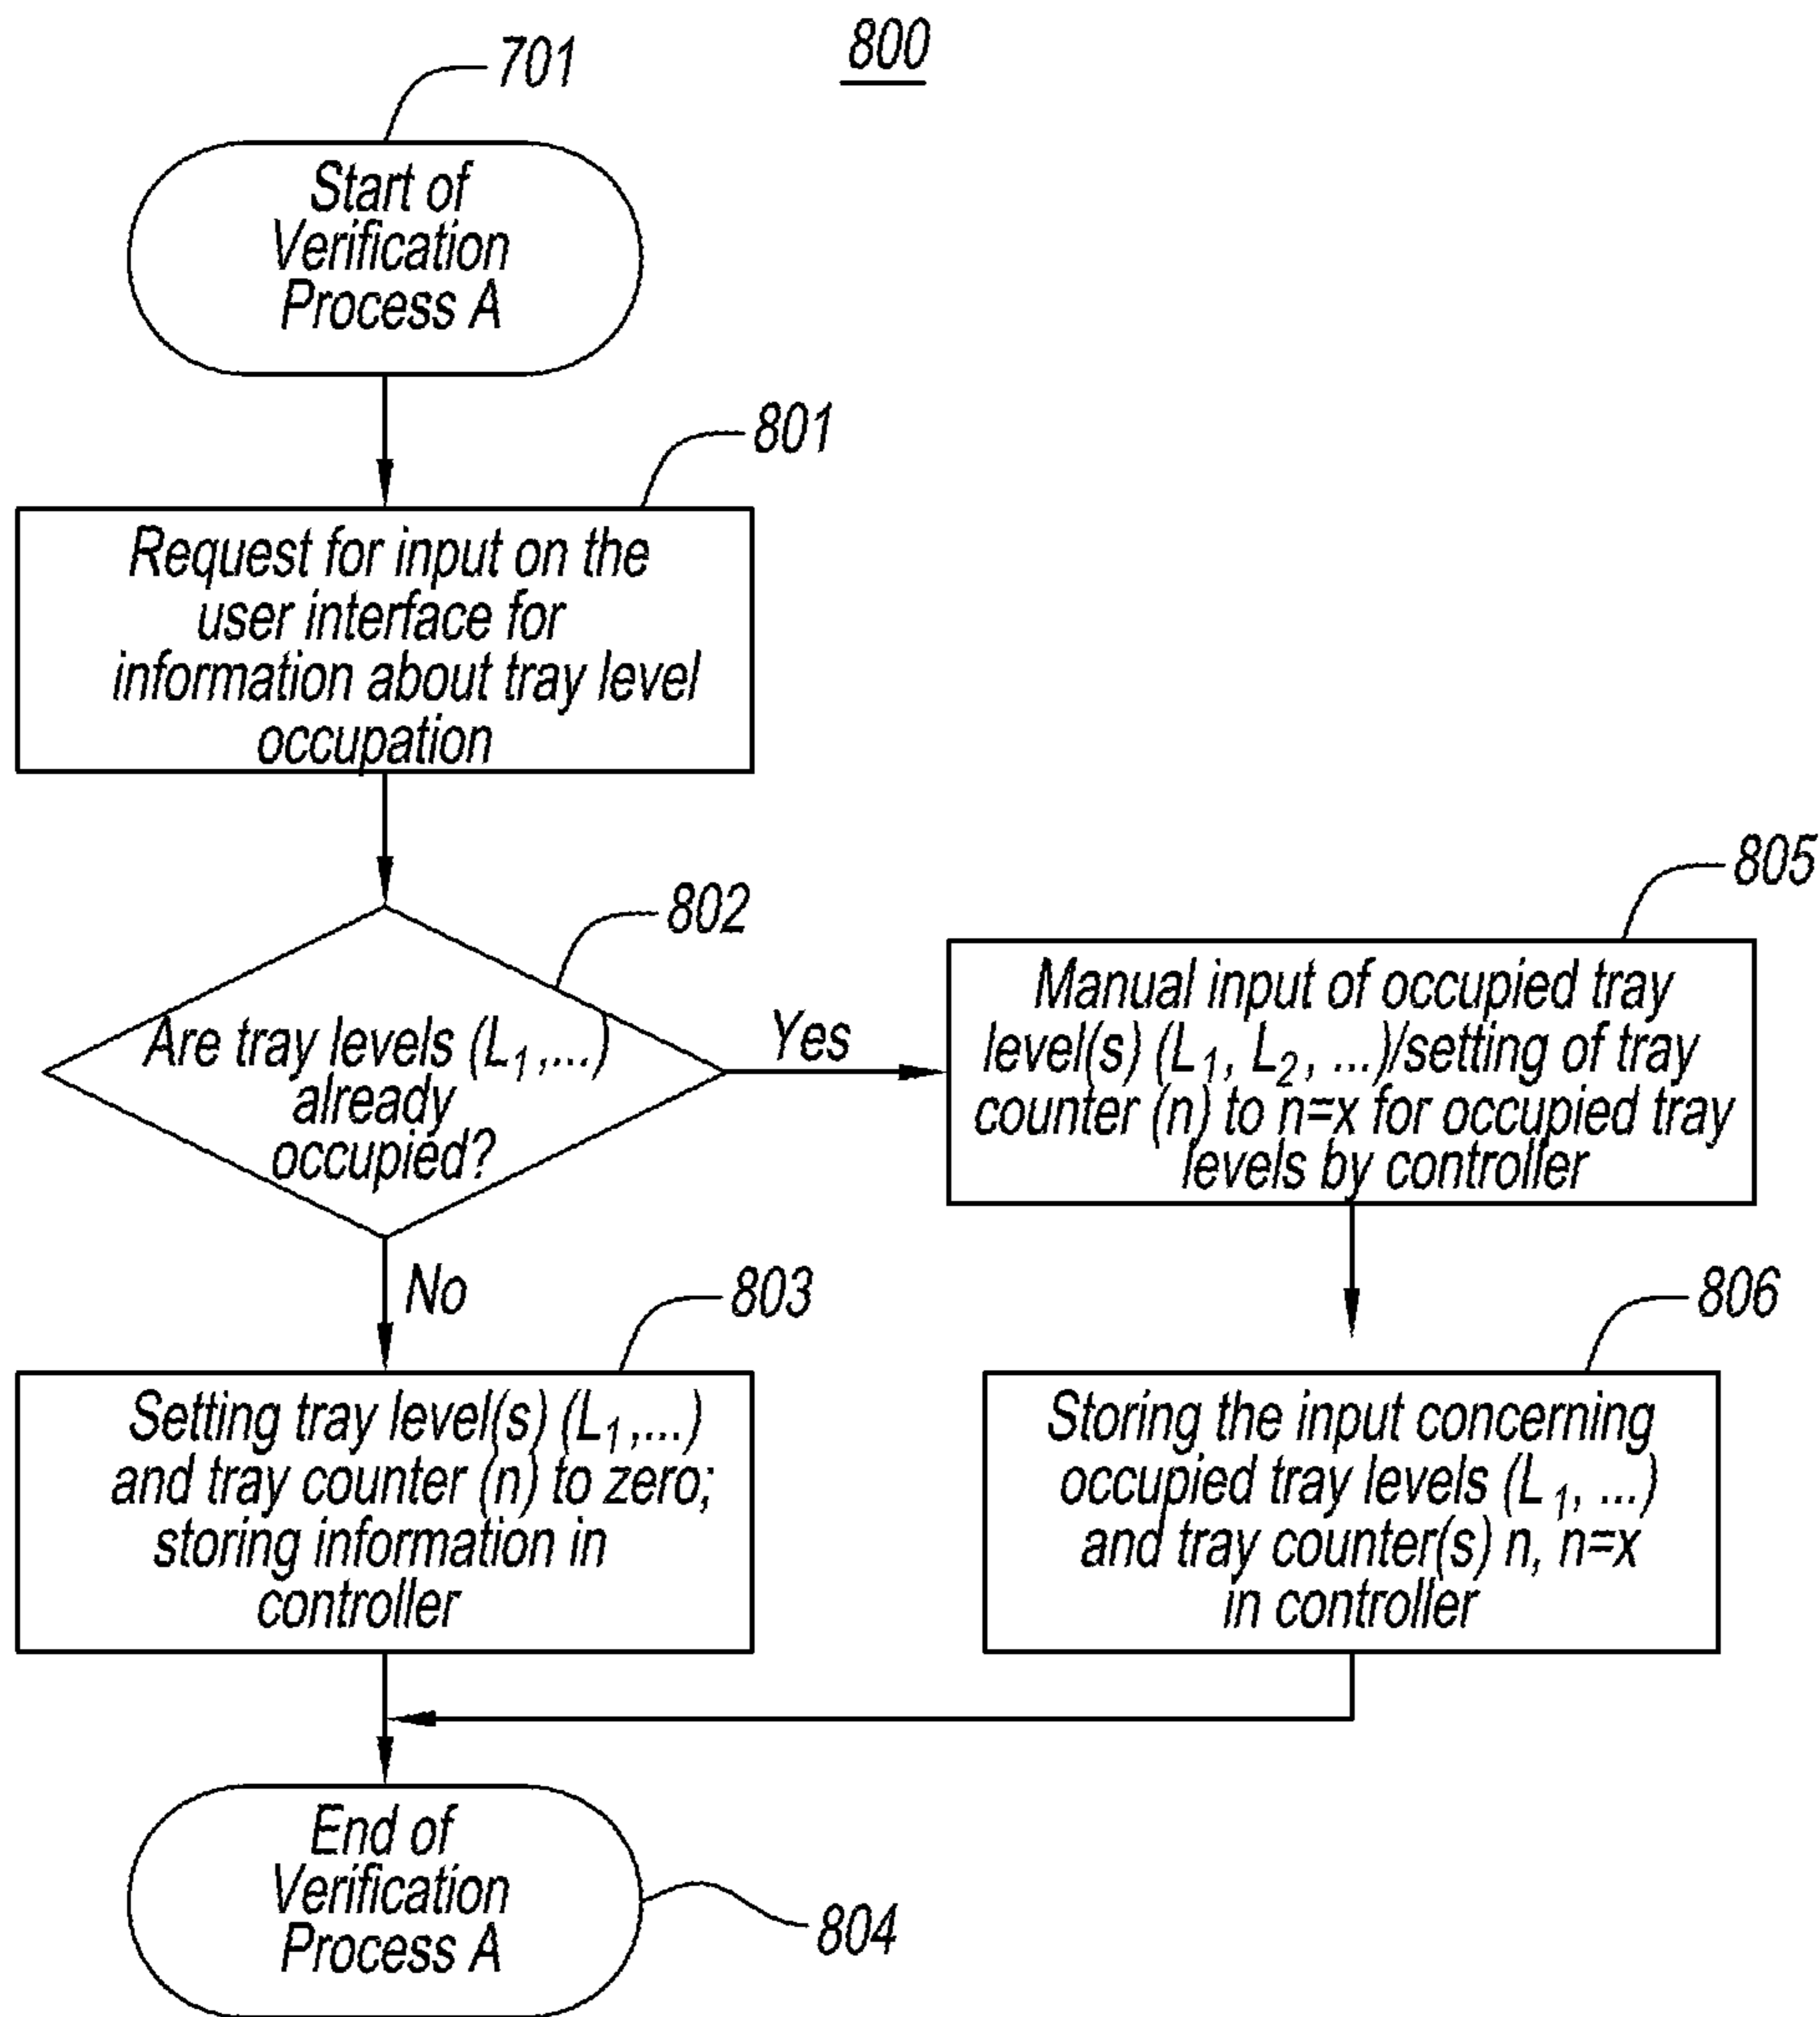 800
701
Start of
Verification
Process A
801
Request for input on the
user interface for
information about tray level
occupation
802
Are tray levels (L1,...)
already
occupied?
Yes
805
Manual input of occupied tray
level(s) (L1, L2, ...)/setting of tray
counter (n) to n=x for occupied tray
levels by controller
No
803
Setting tray level(s) (L1,...)
and tray counter (n) to zero;
storing information in
controller
806
Storing the input concerning
occupied tray levels (L1, ...)
and tray counter(s) n, n=x
in controller
End of
Verification
Process A
804